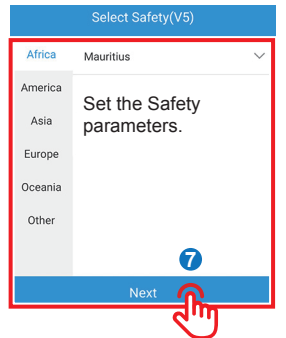 Select Safety(V5)
Africa
Mauritius
America
Set the Safety
parameters.
Asia
Europe
Oceania
Other
7
Next